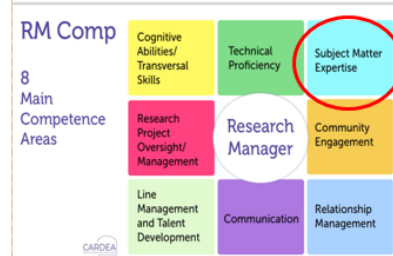 RM Comp
8
Main
Competence
Areas
Cognitive
Abilities/
Transversal
Skills
Technical
Proficiency
Subject Matter
Expertise
Research
Project
Oversight/
Management
Research
Manager
Community
Engagement
Line
Management
and Talent
Development
Communication
Relationship
Management
CARDEA